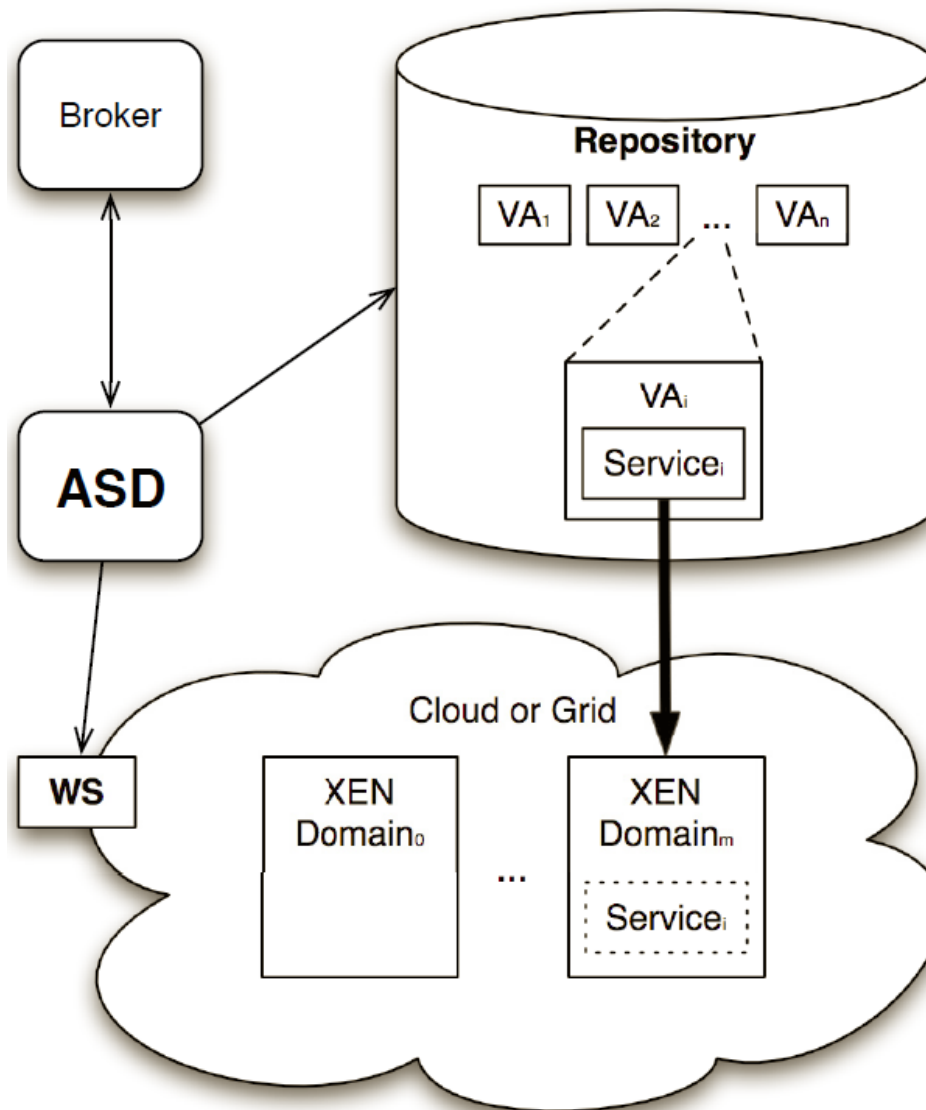 Broker
Repository
VA₁ VA₂ ... VAₙ
VAᵢ
Serviceᵢ
ASD
Cloud or Grid
WS
XEN
Domain₀
...
XEN
Domainₘ
Serviceᵢ